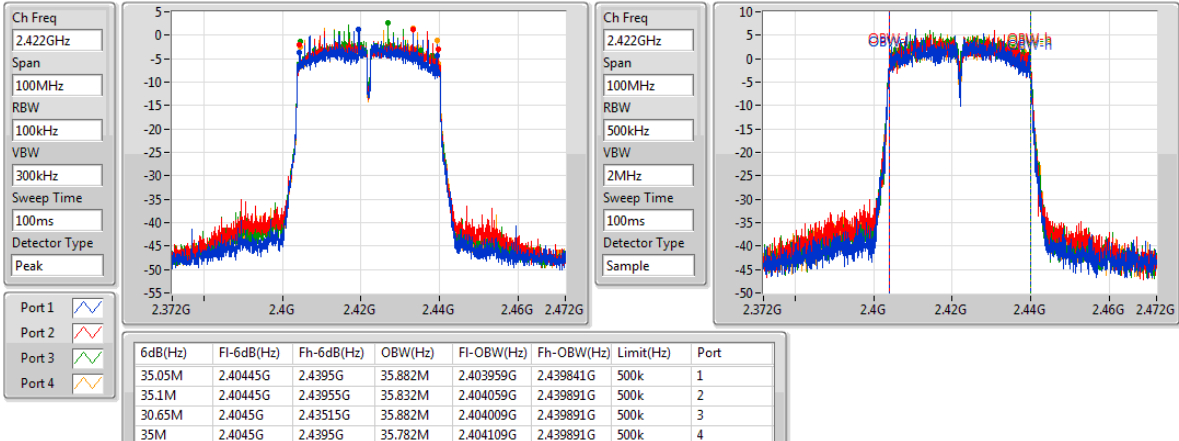 Ch Freq
2.422GHz
Span
100MHz
RBW
100kHz
VBW
300kHz
Sweep Time
100ms
Detector Type
Peak
5
0
-5
-10
-15
-20
-25
-30
-35
-40
-45
-50
-55
2.372G 2.4G 2.42G 2.44G 2.46G 2.472G
Ch Freq
2.422GHz
Span
100MHz
RBW
500kHz
VBW
2MHz
Sweep Time
100ms
Detector Type
Sample
10
5
0
-5
-10
-15
-20
-25
-30
-35
-40
-45
-50
OBW-l OBW-h
2.372G 2.4G 2.42G 2.44G 2.46G 2.472G
Port 1
Port 2
Port 3
Port 4
6dB(Hz) Fl-6dB(Hz) Fh-6dB(Hz) OBW(Hz) Fl-OBW(Hz) Fh-OBW(Hz) Limit(Hz) Port
35.05M 2.40445G 2.4395G 35.882M 2.403959G 2.439841G 500k 1
35.1M 2.40445G 2.43955G 35.832M 2.404059G 2.439891G 500k 2
30.65M 2.4045G 2.43515G 35.882M 2.404009G 2.439891G 500k 3
35M 2.4045G 2.4395G 35.782M 2.404109G 2.439891G 500k 4